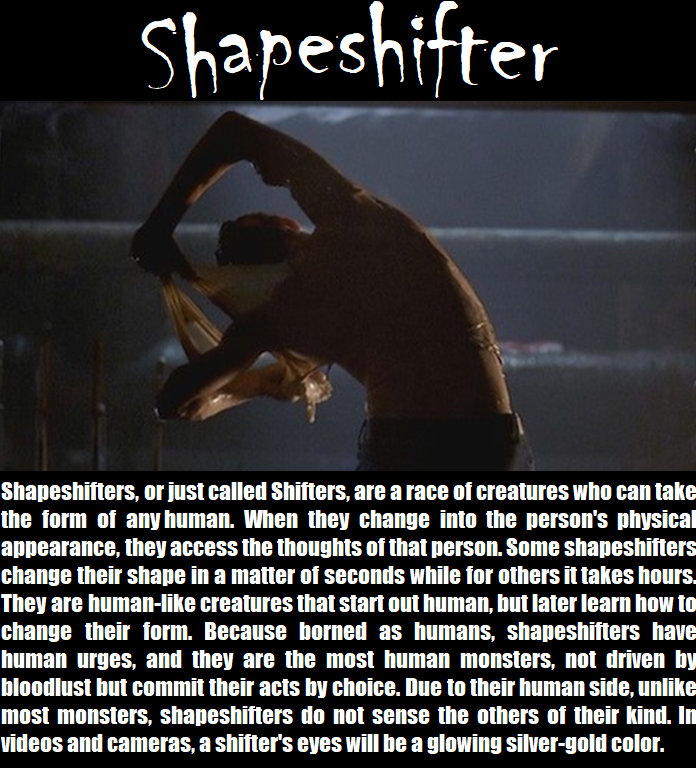 Shapeshifter
Shapeshifters, or just called Shifters, are a race of creatures who can take
the form of any human. When they change into the person's physical
appearance, they access the thoughts of that person. Some shapeshifters
change their shape in a matter of seconds while for others it takes hours.
They are human-like creatures that start out human, but later learn how to
change their form. Because borned as humans, shapeshifters have
human urges, and they are the most human monsters, not driven by
bloodlust but commit their acts by choice. Due to their human side, unlike
most monsters, shapeshifters do not sense the others of their kind. In
videos and cameras, a shifter's eyes will be a glowing silver-gold color.